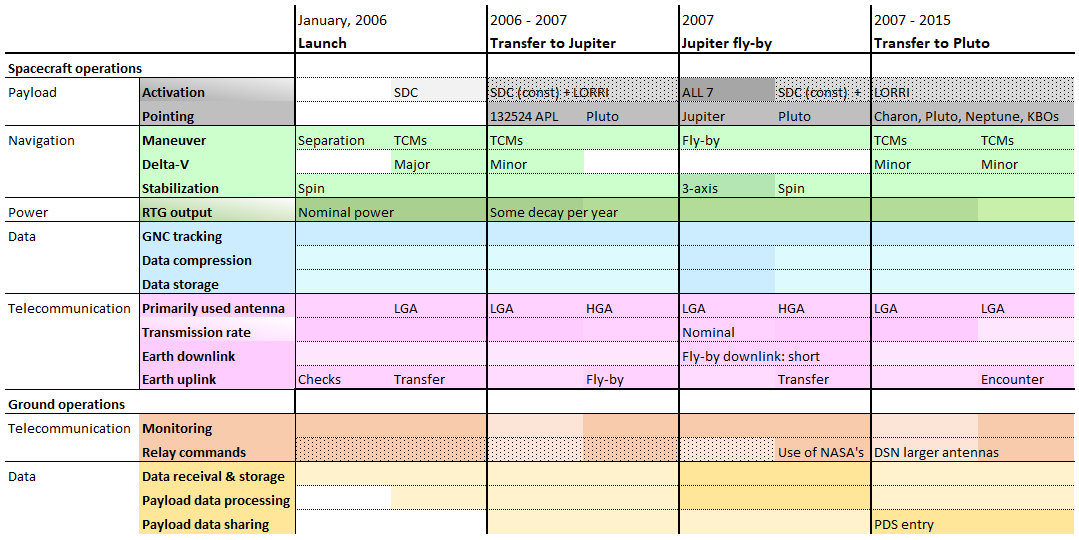 January, 2006 2006 - 2007 2007 2007 - 2015
Launch Transfer to Jupiter Jupiter fly-by Transfer to Pluto
Spacecraft operations
Payload Activation SDC SDC (const) + LORRI ALL 7 SDC (const) + LORRI
Pointing 132524 APL Pluto Jupiter Pluto Charon, Pluto, Neptune, KBOs
Navigation Maneuver Separation TCMs TCMs Fly-by TCMs TCMs
Delta-V Major Minor Minor Minor
Stabilization Spin 3-axis Spin
Power RTG output Nominal power Some decay per year
Data GNC tracking
Data compression
Data storage
Telecommunication Primarily used antenna LGA LGA HGA LGA HGA LGA LGA
Transmission rate Nominal
Earth downlink Fly-by downlink: short
Earth uplink Checks Transfer Fly-by Transfer Encounter
Ground operations
Telecommunication Monitoring
Relay commands Use of NASA's DSN larger antennas
Data Data receival & storage
Payload data processing
Payload data sharing PDS entry